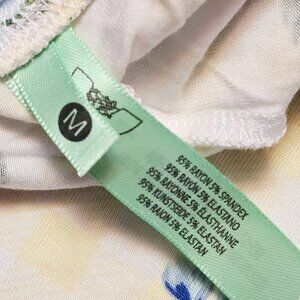 M
95% RAYON 5% SPANDEX
95% RAYÓN 5% ELASTANO
95% RAYONNE 5% ÉLASTHANNE
95% KUNSTSEIDE 5% ELASTAN
95% RAION 5% ELASTAN